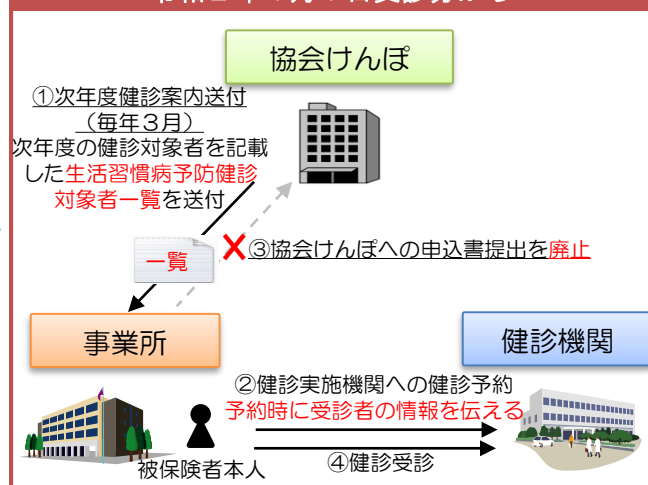 協会けんぽ
①次年度健診案内送付
（毎年３月）
次年度の健診対象者を記載
した生活習慣病予防健診
対象者一覧を送付
一覧
③協会けんぽへの申込書提出を廃止
事業所
健診機関
②健診実施機関への健診予約
予約時に受診者の情報を伝える
被保険者本人
④健診受診